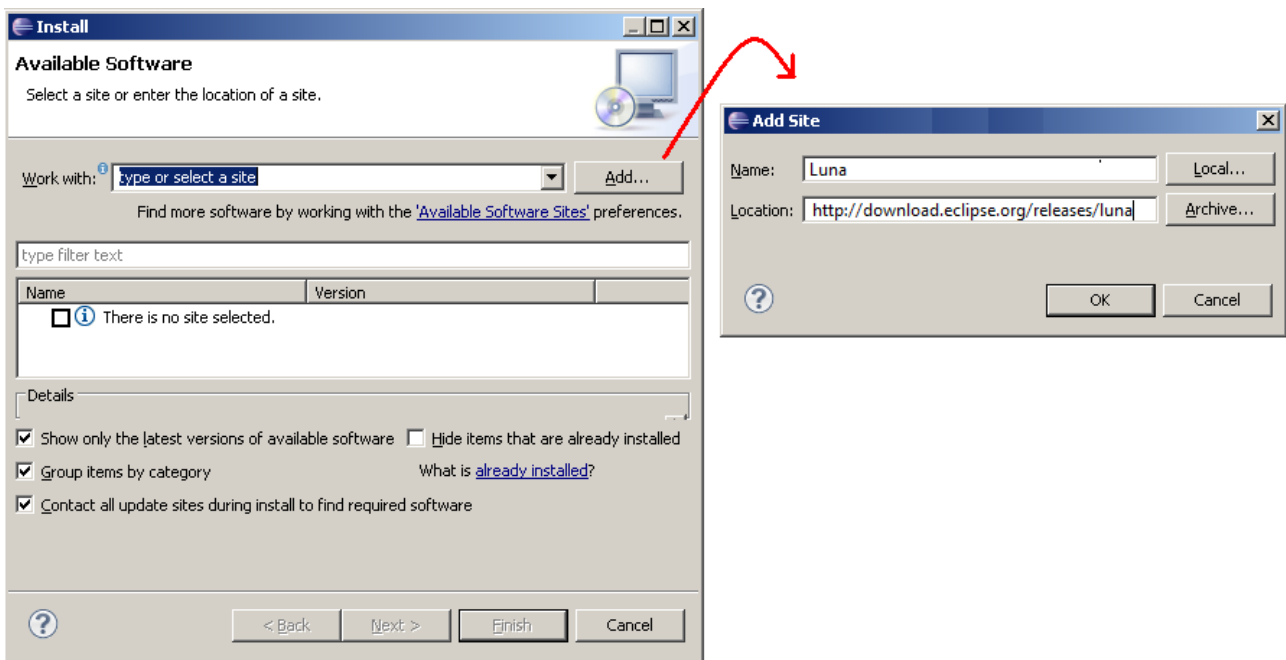 Install
Available Software
Select a site or enter the location of a site.
Work with: type or select a site Add...
Find more software by working with the 'Available Software Sites' preferences.
type filter text
Name Version
There is no site selected.
Details
Show only the latest versions of available software Hide items that are already installed
Group items by category What is already installed?
Contact all update sites during install to find required software
< Back Next > Finish Cancel
Add Site
Name: Luna Local...
Location: http://download.eclipse.org/releases/luna Archive...
OK Cancel